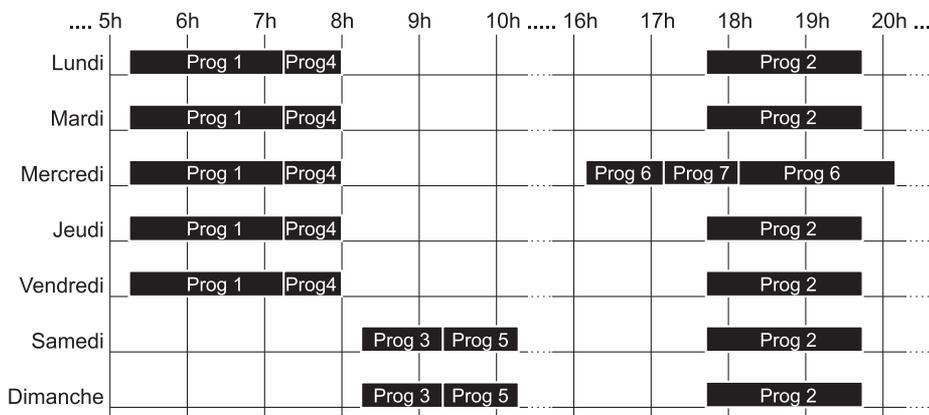 .... 5h 6h 7h 8h 9h 10h ..... 16h 17h 18h 19h 20h ...
Lundi Prog 1 Prog4 Prog 2
Mardi Prog 1 Prog4 Prog 2
Mercredi Prog 1 Prog4 Prog 6 Prog 7 Prog 6
Jeudi Prog 1 Prog4 Prog 2
Vendredi Prog 1 Prog4 Prog 2
Samedi Prog 3 Prog 5 Prog 2
Dimanche Prog 3 Prog 5 Prog 2